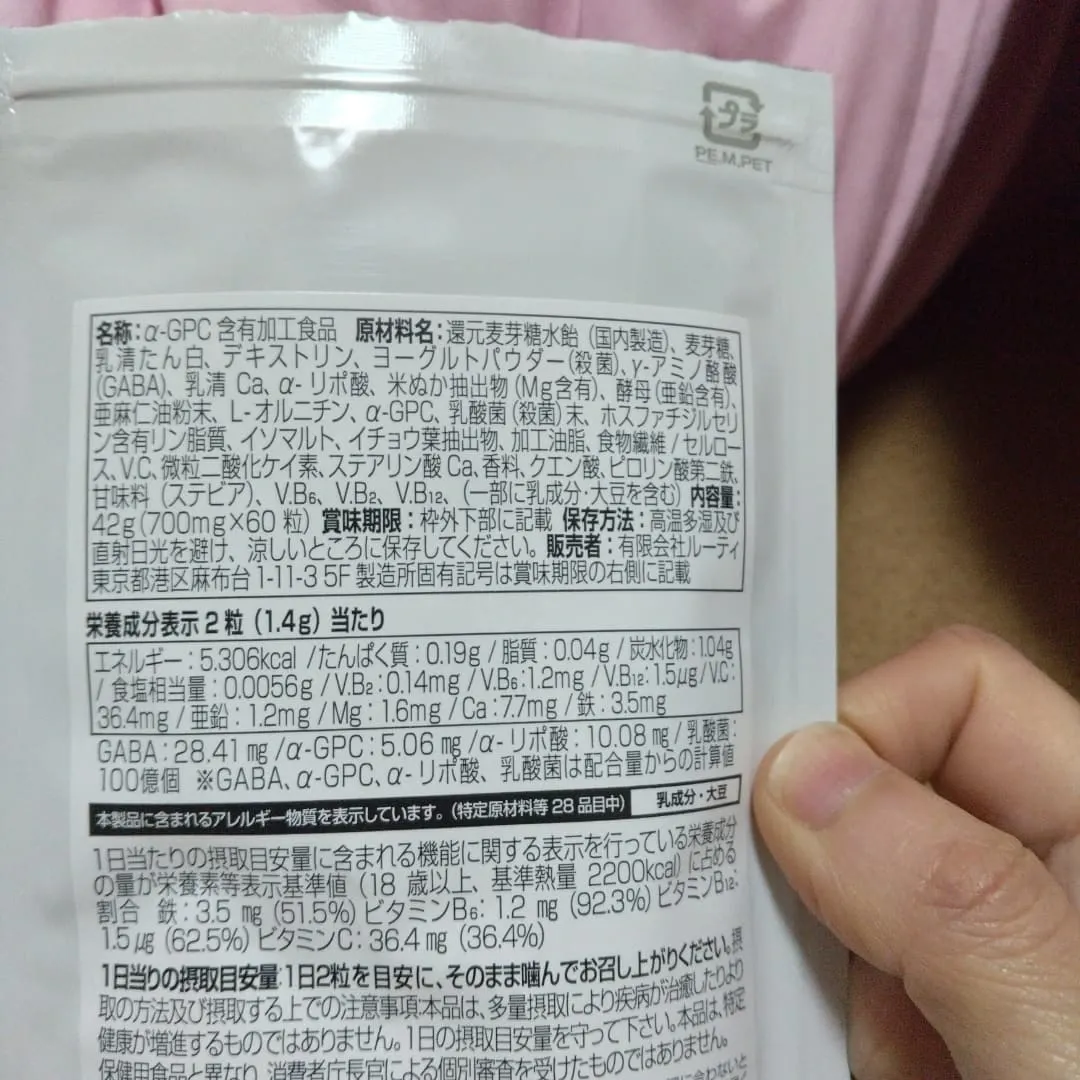 プラ
PE.M.PET
名称：α-GPC 含有加工食品　原材料名：還元麦芽糖水飴（国内製造）、麦芽糖、
乳清たん白、デキストリン、ヨーグルトパウダー（殺菌）、γ-アミノ酪酸
(GABA)、乳清 Ca、α- リポ酸、米ぬか抽出物（Mg含有）、酵母（亜鉛含有）、
亜麻仁油粉末、L-オルニチン、α-GPC、乳酸菌（殺菌）末、ホスファチジルセリ
ン含有リン脂質、イソマルト、イチョウ葉抽出物、加工油脂、食物繊維 / セルロー
ス、V.C、微粒二酸化ケイ素、ステアリン酸 Ca、香料、クエン酸、ピロリン酸第二鉄、
甘味料（ステビア）、V.B₆、V.B₂、V.B₁₂、（一部に乳成分・大豆を含む）内容量：
42g（700mg×60 粒）賞味期限：枠外下部に記載 保存方法：高温多湿及び
直射日光を避け、涼しいところに保存してください。販売者：有限会社ルーティ
東京都港区麻布台 1-11-3 5F 製造所固有記号は賞味期限の右側に記載
栄養成分表示 2 粒（1.4g）当たり
エネルギー：5.306kcal /たんぱく質：0.19g / 脂質：0.04g / 炭水化物：1.04g
/ 食塩相当量：0.0056g / V.B₂：0.14mg / V.B₆：1.2mg / V.B₁₂：1.5μg / V.C：
36.4mg / 亜鉛：1.2mg / Mg：1.6mg / Ca：7.7mg / 鉄：3.5mg
GABA：28.41 mg /α-GPC：5.06 mg /α- リポ酸：10.08 mg / 乳酸菌：
100億個　※GABA、α-GPC、α- リポ酸、乳酸菌は配合量からの計算値
本製品に含まれるアレルギー物質を表示しています。（特定原材料等 28 品目中）　乳成分・大豆
1日当たりの摂取目安量に含まれる機能に関する表示を行っている栄養成分
の量が栄養素等表示基準値（18 歳以上、基準熱量 2200kcal）に占める
割合　鉄：3.5 mg（51.5%）ビタミンB₆：1.2 mg（92.3%）ビタミンB₁₂：
1.5μg（62.5%）ビタミンC：36.4 mg（36.4%）
1日当りの摂取目安量:1日2粒を目安に、そのまま噛んでお召し上がりください。摂
取の方法及び摂取する上での注意事項:本品は、多量摂取により疾病が治癒したりより
健康が増進するものではありません。1日の摂取目安量を守って下さい。本品は、特定
保健用食品と異なり、消費者庁長官による個別審査を受けたものではありません。
に合わないと